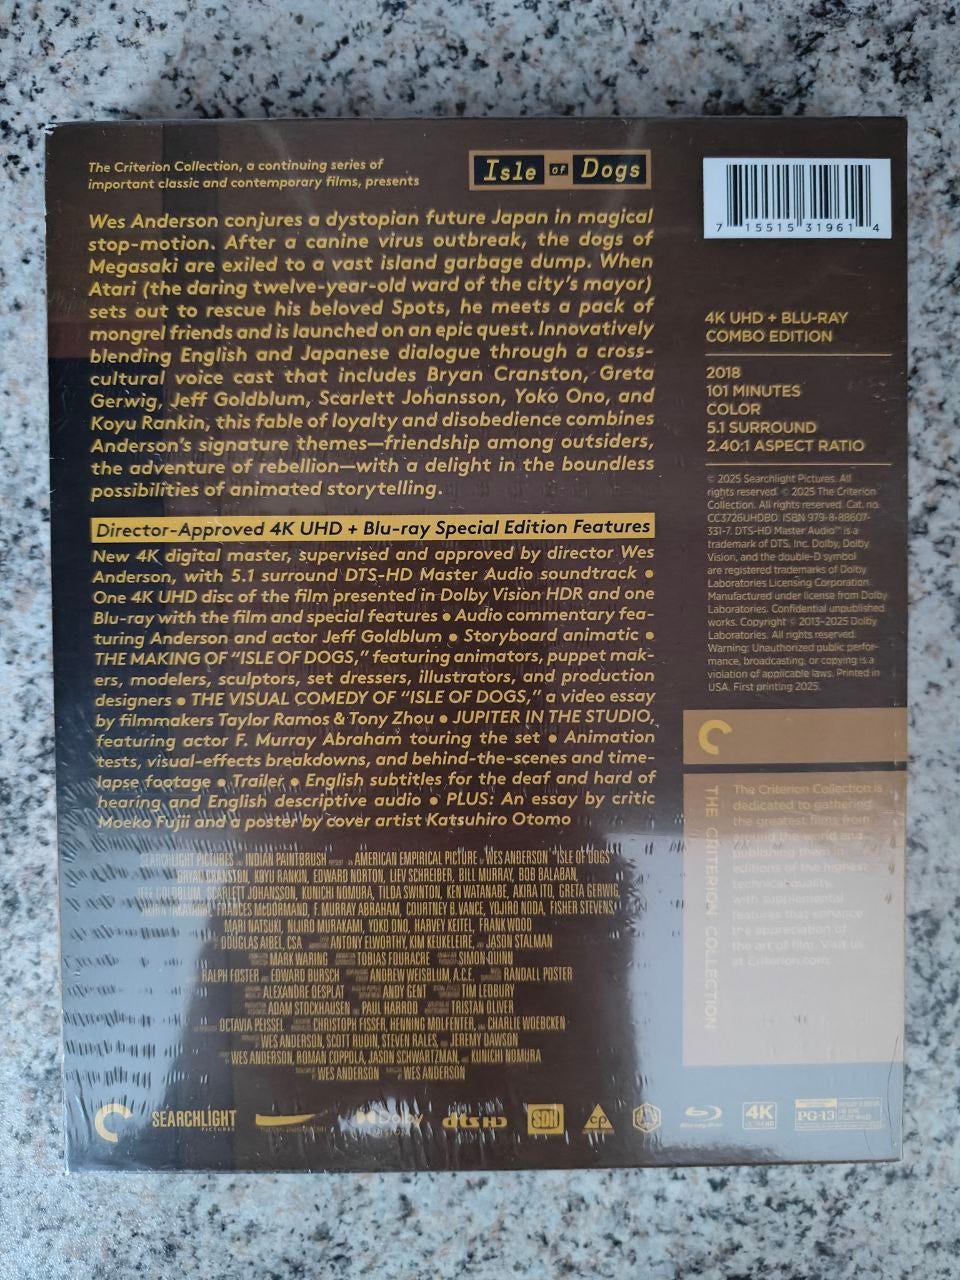 The Criterion Collection, a continuing series of
important classic and contemporary films, presents
Isle of Dogs
Wes Anderson conjures a dystopian future Japan in magical
stop-motion. After a canine virus outbreak, the dogs of
Megasaki are exiled to a vast island garbage dump. When
Atari (the daring twelve-year-old ward of the city's mayor)
sets out to rescue his beloved Spots, he meets a pack of
mongrel friends and is launched on an epic quest. Innovatively
blending English and Japanese dialogue through a cross-
cultural voice cast that includes Bryan Cranston, Greta
Gerwig, Jeff Goldblum, Scarlett Johansson, Yoko Ono, and
Koyu Rankin, this fable of loyalty and disobedience combines
Anderson's signature themes—friendship among outsiders,
the adventure of rebellion—with a delight in the boundless
possibilities of animated storytelling.
Director-Approved 4K UHD + Blu-ray Special Edition Features
New 4K digital master, supervised and approved by director Wes
Anderson, with 5.1 surround DTS-HD Master Audio soundtrack •
One 4K UHD disc of the film presented in Dolby Vision HDR and one
Blu-ray with the film and special features • Audio commentary fea-
turing Anderson and actor Jeff Goldblum • Storyboard animatic •
THE MAKING OF "ISLE OF DOGS," featuring animators, puppet mak-
ers, modelers, sculptors, set dressers, illustrators, and production
designers • THE VISUAL COMEDY OF "ISLE OF DOGS," a video essay
by filmmakers Taylor Ramos & Tony Zhou • JUPITER IN THE STUDIO,
featuring actor F. Murray Abraham touring the set • Animation
tests, visual-effects breakdowns, and behind-the-scenes and time-
lapse footage • Trailer • English subtitles for the deaf and hard of
hearing and English descriptive audio • PLUS: An essay by critic
Moeko Fujii and a poster by cover artist Katsuhiro Otomo
SEARCHLIGHT PICTURES INDIAN PAINTBRUSH AN AMERICAN EMPIRICAL PICTURE BY WES ANDERSON "ISLE OF DOGS"
BRYAN CRANSTON, KOYU RANKIN, EDWARD NORTON, LIEV SCHREIBER, BILL MURRAY, BOB BALABAN,
JEFF GOLDBLUM, SCARLETT JOHANSSON, KUNICHI NOMURA, TILDA SWINTON, KEN WATANABE, AKIRA ITO, GRETA GERWIG,
AKIRA TAKAYAMA, FRANCES McDORMAND, F. MURRAY ABRAHAM, COURTNEY B. VANCE, YOJIRO NODA, FISHER STEVENS,
MARI NATSUKI, NIJIRO MURAKAMI, YOKO ONO, HARVEY KEITEL, FRANK WOOD
DOUGLAS AIBEL, CSA ANTONY ELWORTHY, KIM KEUKELEIRE, AND JASON STALMAN
MARK WARING TOBIAS FOURACRE SIMON QUINN
RALPH FOSTER AND EDWARD BURSCH ANDREW WEISBLUM, A.C.E. RANDALL POSTER
ALEXANDRE DESPLAT ANDY GENT TIM LEDBURY
ADAM STOCKHAUSEN AND PAUL HARROD TRISTAN OLIVER
OCTAVIA PEISSEL CHRISTOPH FISSER, HENNING MOLFENTER, AND CHARLIE WOEBCKEN
WES ANDERSON, SCOTT RUDIN, STEVEN RALES, AND JEREMY DAWSON
WES ANDERSON, ROMAN COPPOLA, JASON SCHWARTZMAN, AND KUNICHI NOMURA
WES ANDERSON WES ANDERSON
SEARCHLIGHT
PICTURES
DOLBY
dts HD
SDH
Blu-ray Disc
4K
ULTRA HD
PG-13
7 15515 31961 4
4K UHD + BLU-RAY
COMBO EDITION
2018
101 MINUTES
COLOR
5.1 SURROUND
2.40:1 ASPECT RATIO
© 2025 Searchlight Pictures. All
rights reserved. © 2025 The Criterion
Collection. All rights reserved. Cat. no.
CC3726UHDBD. ISBN 979-8-88607-
331-7. DTS-HD Master Audio™ is a
trademark of DTS, Inc. Dolby, Dolby
Vision, and the double-D symbol
are registered trademarks of Dolby
Laboratories Licensing Corporation.
Manufactured under license from Dolby
Laboratories. Confidential unpublished
works. Copyright © 2013–2025 Dolby
Laboratories. All rights reserved.
Warning: Unauthorized public perfor-
mance, broadcasting, or copying is a
violation of applicable laws. Printed in
USA. First printing 2025.
THE CRITERION COLLECTION
The Criterion Collection is
dedicated to gathering
the greatest films from
around the world and
publishing them in
editions of the highest
technical quality,
with supplemental
features that enhance
the appreciation of
the art of film. Visit us
at Criterion.com.